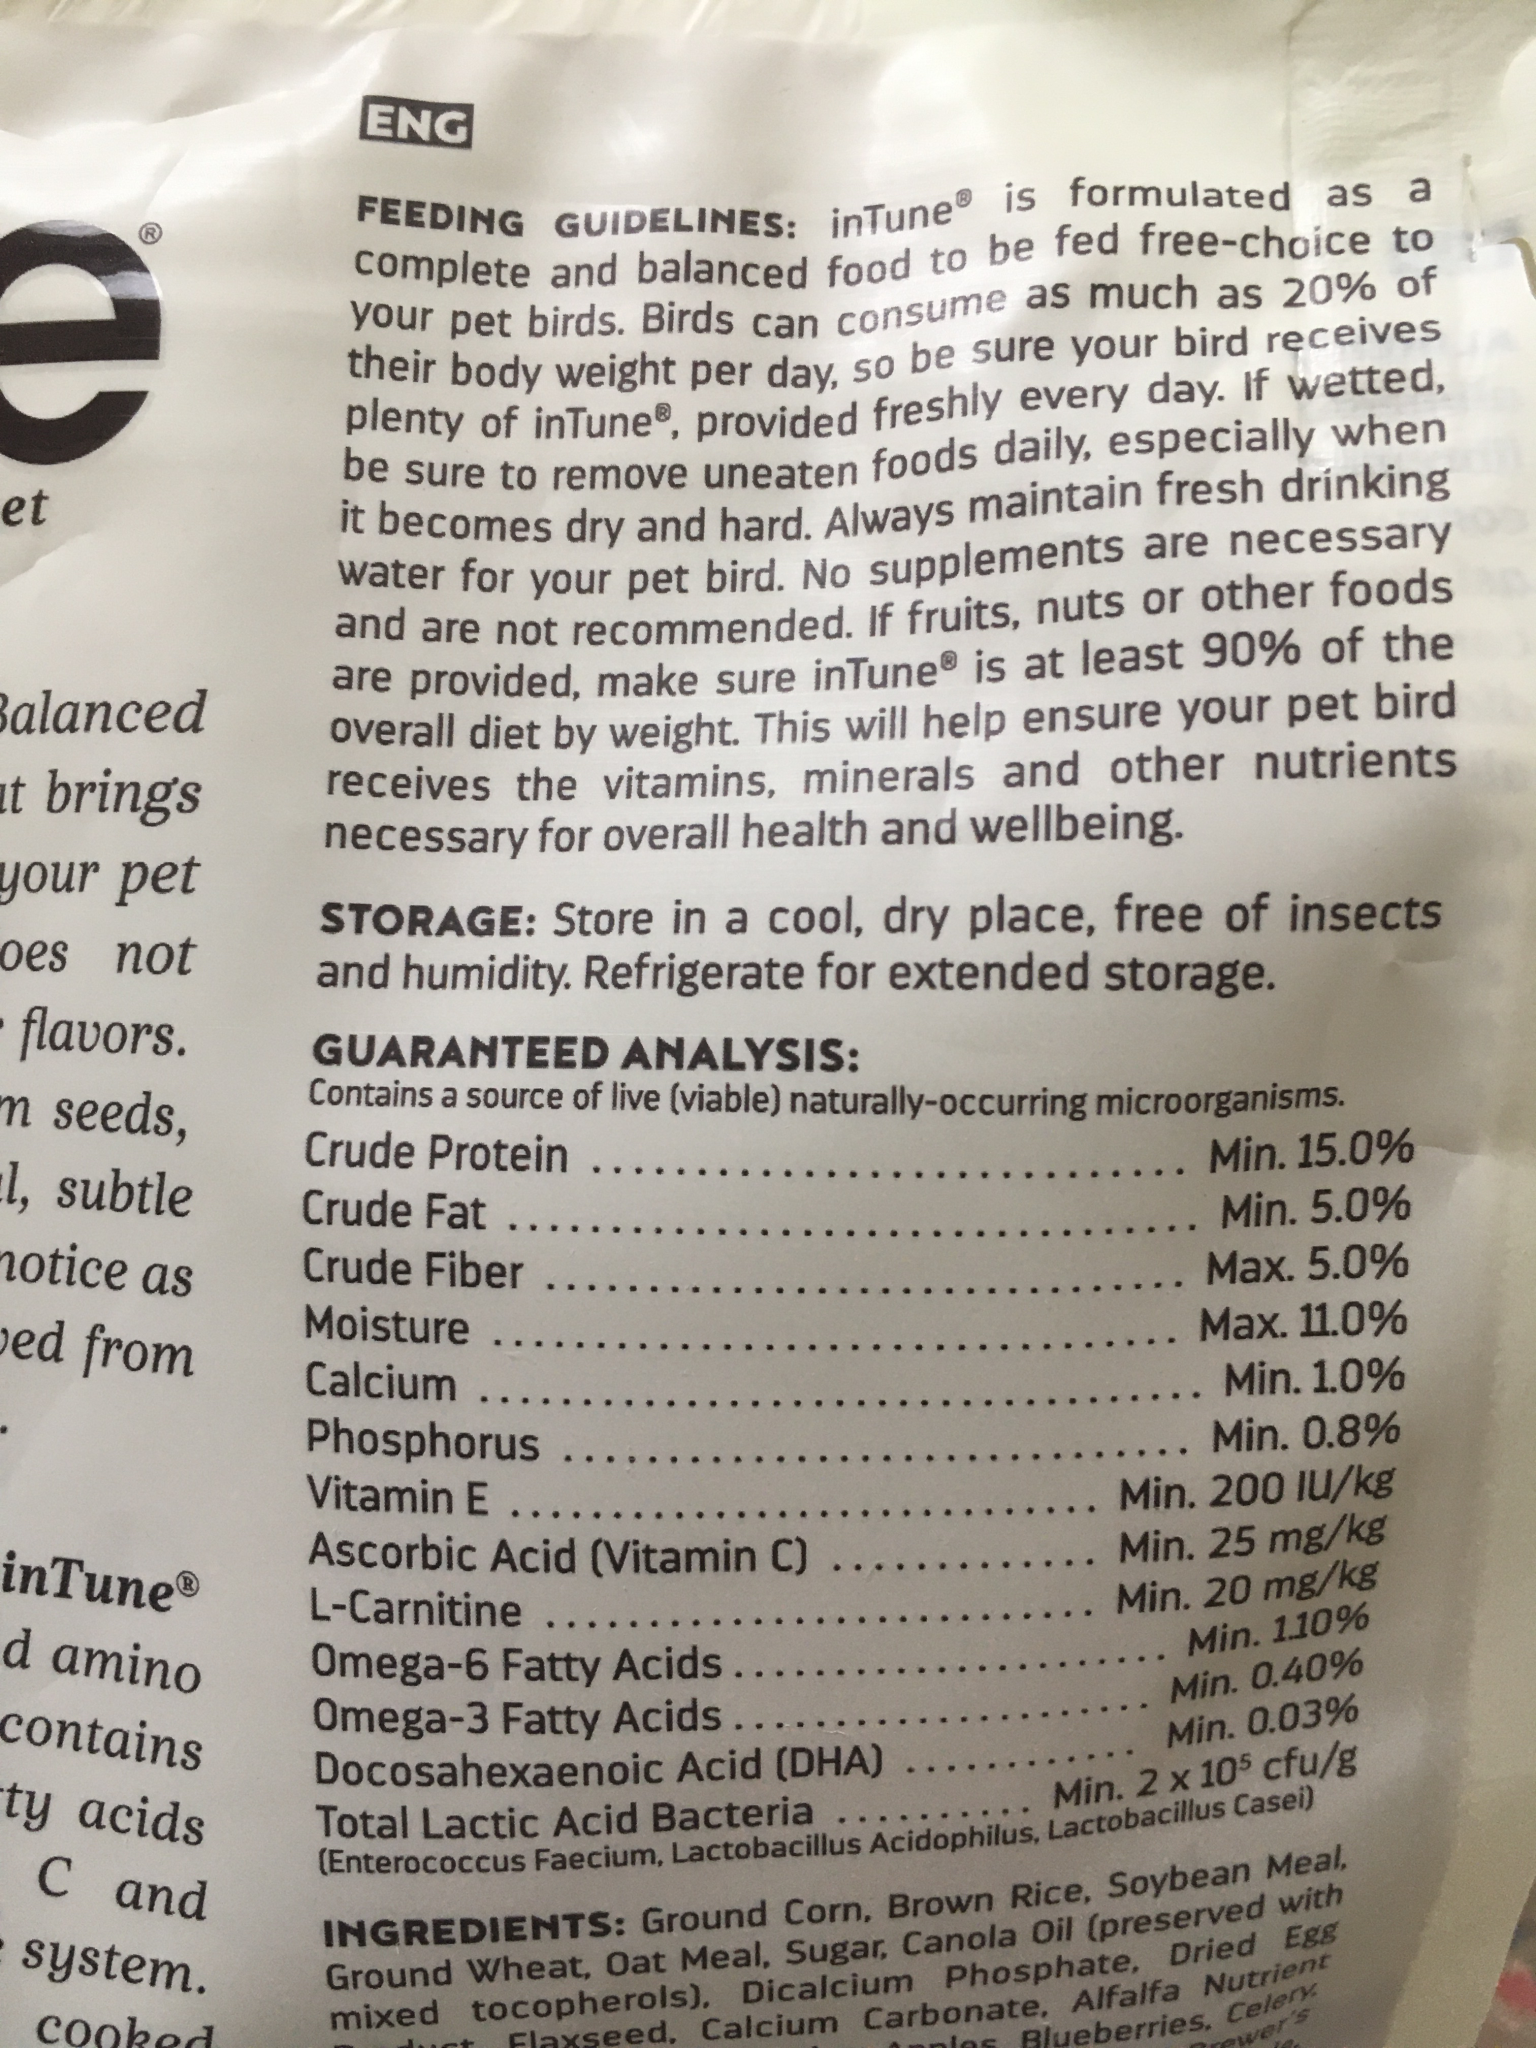 e®
et
Balanced
brings
your pet
not
flavors.
seeds,
subtle
notice as
from
inTune®
amino
contains
acids
C and
system.
cooked
ENG
FEEDING GUIDELINES: inTune® is formulated as a
complete and balanced food to be fed free-choice to
your pet birds. Birds can consume as much as 20% of
their body weight per day, so be sure your bird receives
plenty of inTune®, provided freshly every day. If wetted,
be sure to remove uneaten foods daily, especially when
it becomes dry and hard. Always maintain fresh drinking
water for your pet bird. No supplements are necessary
and are not recommended. If fruits, nuts or other foods
are provided, make sure inTune® is at least 90% of the
overall diet by weight. This will help ensure your pet bird
receives the vitamins, minerals and other nutrients
necessary for overall health and wellbeing.
STORAGE: Store in a cool, dry place, free of insects
and humidity. Refrigerate for extended storage.
GUARANTEED ANALYSIS:
Contains a source of live (viable) naturally-occurring microorganisms.
Crude Protein ............................. Min. 15.0%
Crude Fat .................................. Min. 5.0%
Crude Fiber ............................... Max. 5.0%
Moisture .................................. Max. 11.0%
Calcium .................................... Min. 1.0%
Phosphorus ............................... Min. 0.8%
Vitamin E ............................. Min. 200 IU/kg
Ascorbic Acid (Vitamin C) ............. Min. 25 mg/kg
L-Carnitine ........................... Min. 20 mg/kg
Omega-6 Fatty Acids ..................... Min. 1.10%
Omega-3 Fatty Acids .................... Min. 0.40%
Docosahexaenoic Acid (DHA) ............ Min. 0.03%
Total Lactic Acid Bacteria .......... Min. 2 x 10⁵ cfu/g
(Enterococcus Faecium, Lactobacillus Acidophilus, Lactobacillus Casei)
INGREDIENTS: Ground Corn, Brown Rice, Soybean Meal,
Ground Wheat, Oat Meal, Sugar, Canola Oil (preserved with
mixed tocopherols), Dicalcium Phosphate, Dried Egg
Product, Flaxseed, Calcium Carbonate, Alfalfa Nutrient
Apples, Blueberries, Celery,
Brewer's